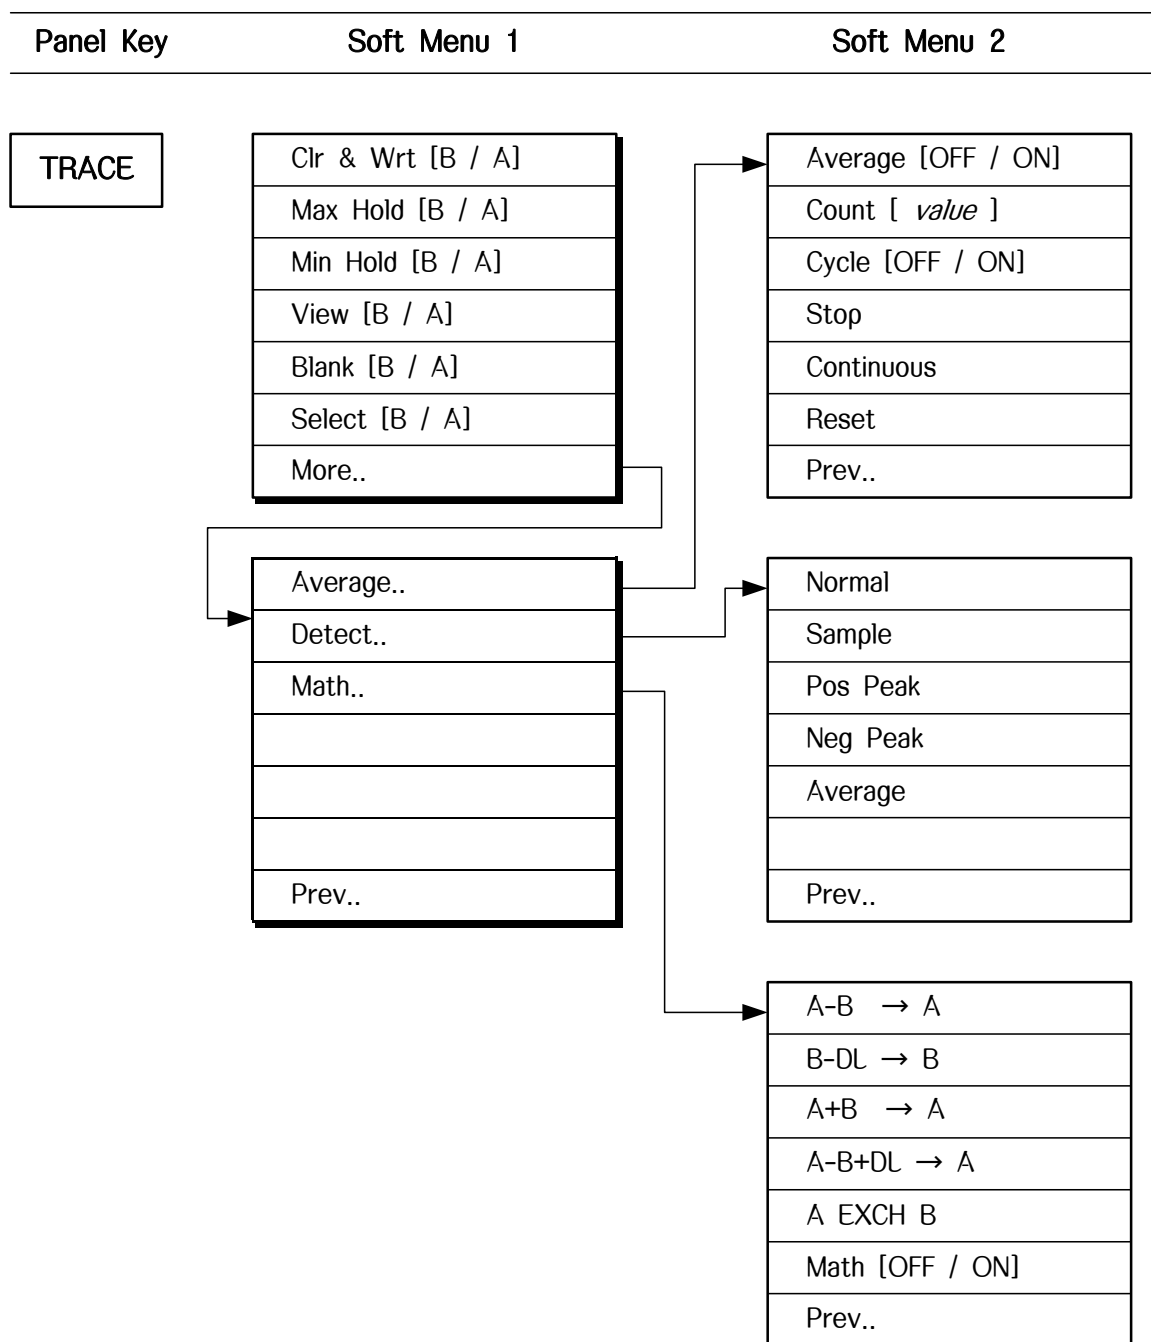 Panel Key
Soft Menu 1
Soft Menu 2
TRACE
Clr & Wrt [B / A]
Max Hold [B / A]
Min Hold [B / A]
View [B / A]
Blank [B / A]
Select [B / A]
More..
Average [OFF / ON]
Count [ value ]
Cycle [OFF / ON]
Stop
Continuous
Reset
Prev..
Average..
Detect..
Math..
Prev..
Normal
Sample
Pos Peak
Neg Peak
Average
Prev..
A-B → A
B-DL → B
A+B → A
A-B+DL → A
A EXCH B
Math [OFF / ON]
Prev..